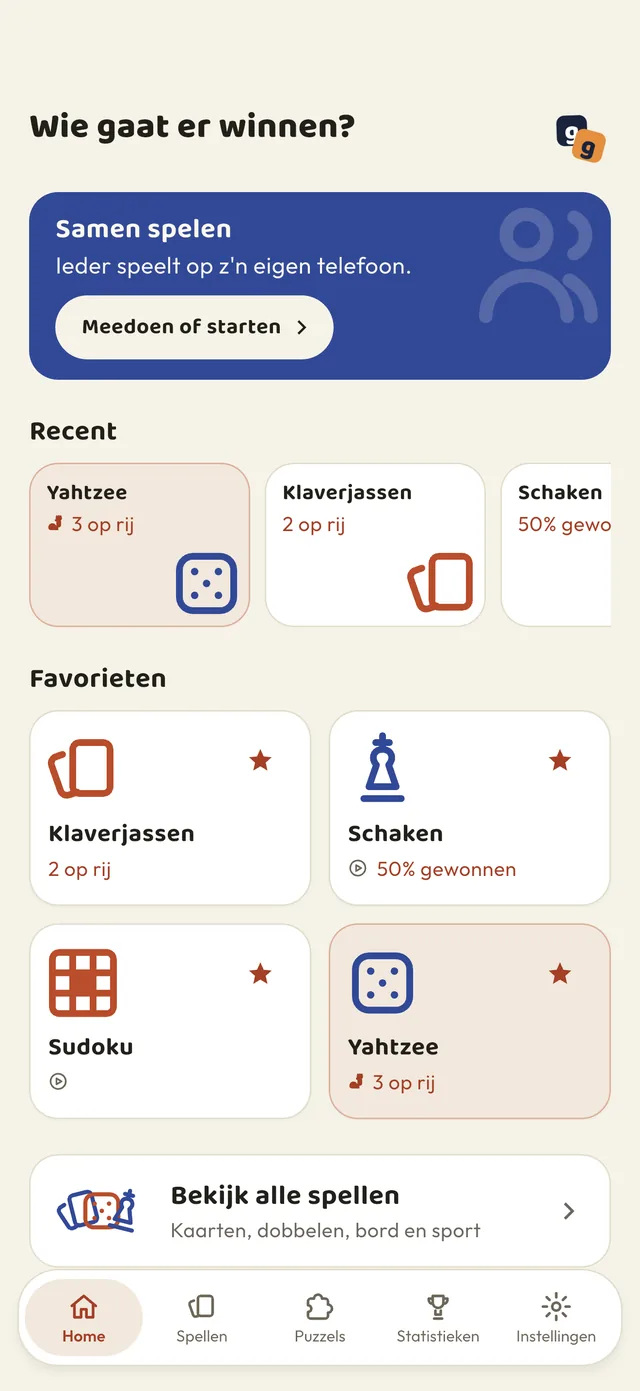 Wie gaat er winnen?
g
g
Samen spelen
Ieder speelt op z'n eigen telefoon.
Meedoen of starten
Recent
Yahtzee
3 op rij
Klaverjassen
2 op rij
Schaken
50% gewo
Favorieten
Klaverjassen
2 op rij
Schaken
50% gewonnen
Sudoku
Yahtzee
3 op rij
Bekijk alle spellen
Kaarten, dobbelen, bord en sport
Home
Spellen
Puzzels
Statistieken
Instellingen